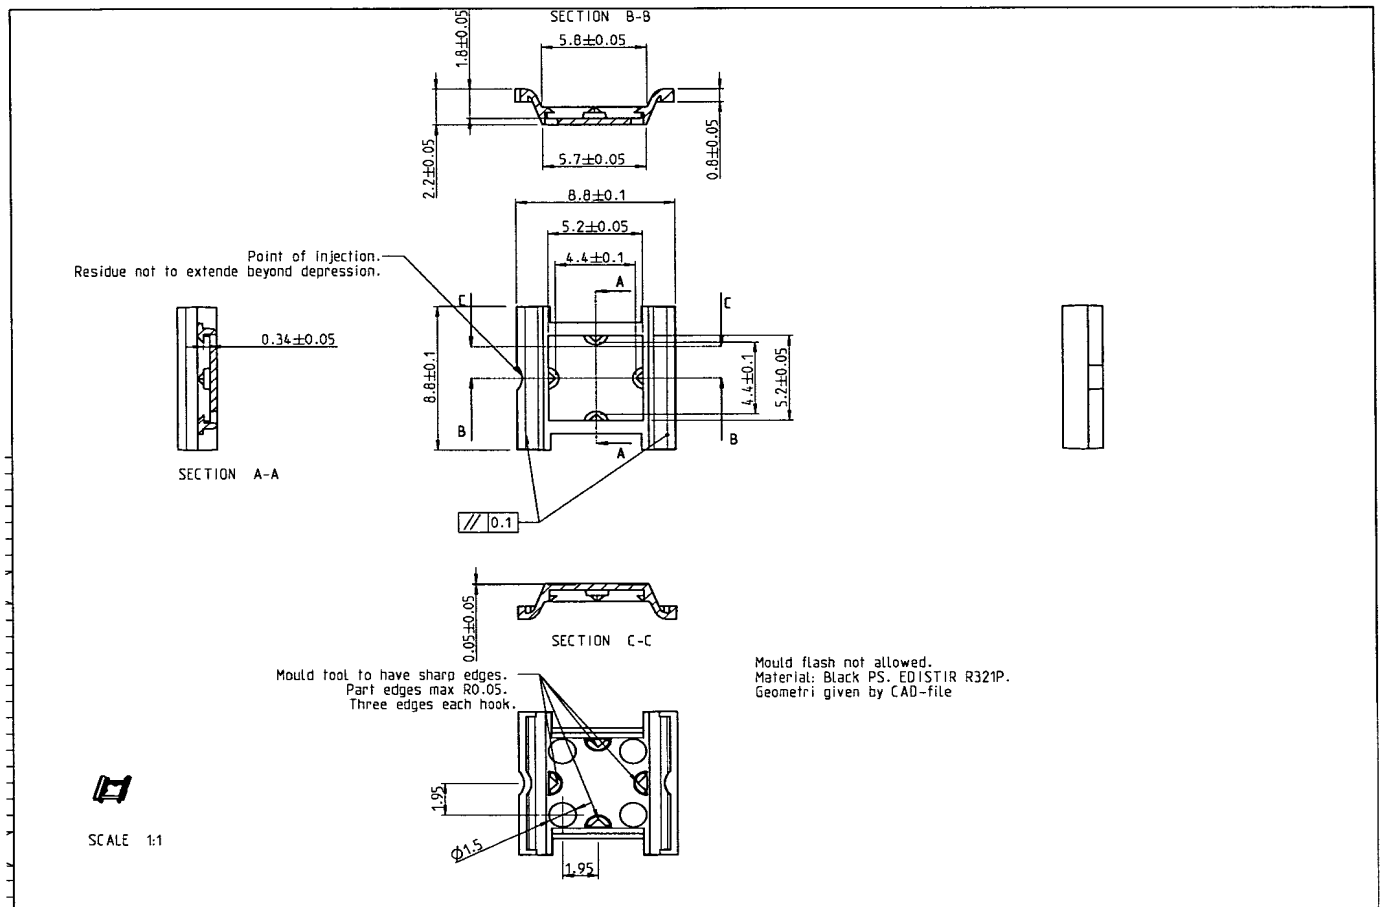 SECTION B-B
1.8±0.05
5.8±0.05
2.2±0.05
0.8±0.05
5.7±0.05
8.8±0.1
5.2±0.05
4.4±0.1
Point of injection.
Residue not to extende beyond depression.
A
C
C
0.34±0.05
8.8±0.1
4.4±0.1
5.2±0.05
B
B
A
SECTION A-A
// 0.1
0.05±0.05
SECTION C-C
Mould tool to have sharp edges.
Part edges max R0.05.
Three edges each hook.
Mould flash not allowed.
Material: Black PS. EDISTIR R321P.
Geometri given by CAD-file
1.95
Ø1.5
1.95
SCALE 1:1